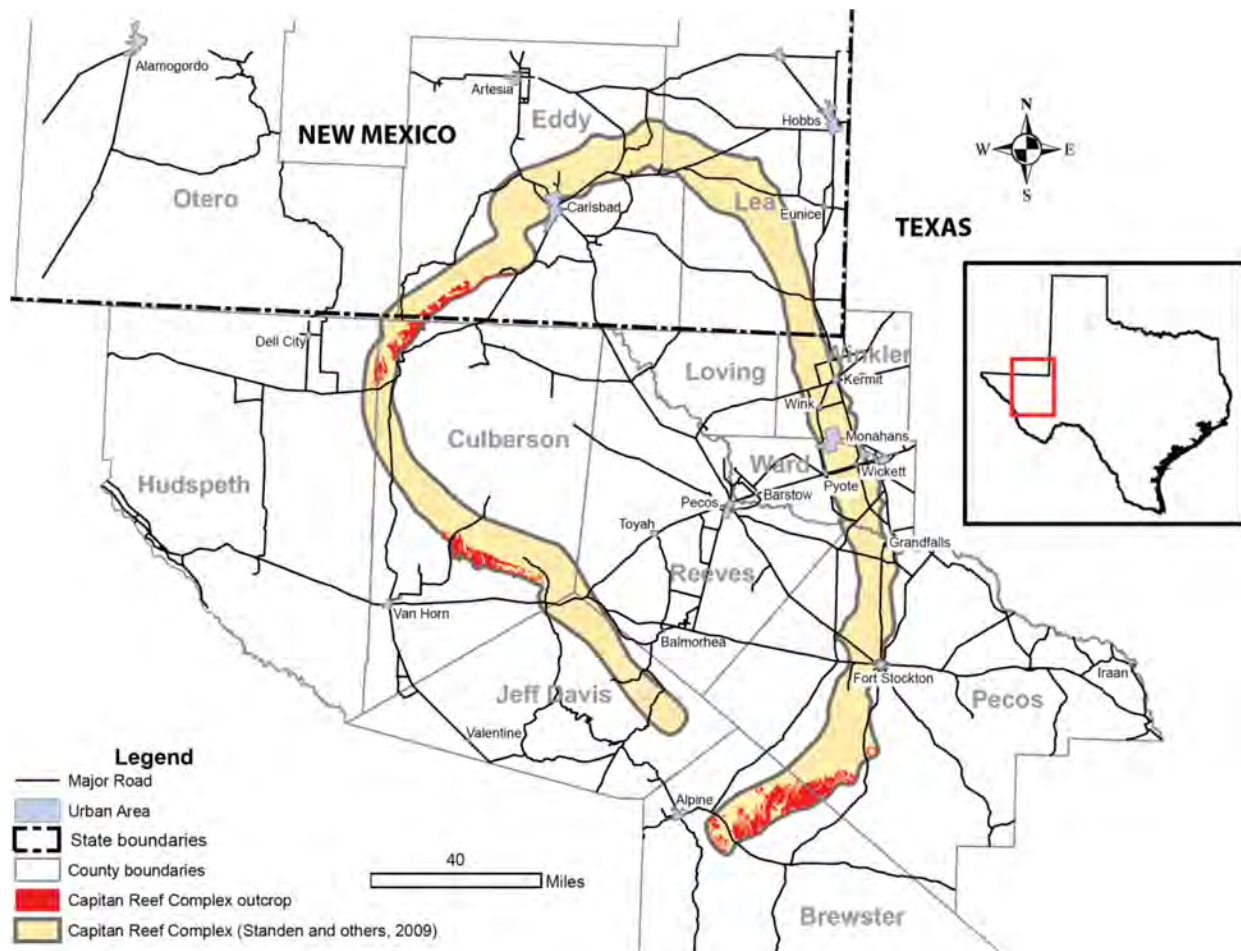 Alamogordo
Artesia
Eddy
Hobbs
NEW MEXICO
N
W E
S
Otero
Lea
Carlsbad
Eunice
TEXAS
Dell City
Winkler
Loving
Kermit
Wink
Culberson
Monahans
Ward
Wickett
Hudspeth
Pyote
Pecos
Barstow
Toyah
Grandfalls
Reeves
Van Horn
Balmorhea
Fort Stockton
Iraan
Jeff Davis
Pecos
Valentine
Alpine
Brewster
Legend
Major Road
Urban Area
State boundaries
County boundaries
Capitan Reef Complex outcrop
Capitan Reef Complex (Standen and others, 2009)
40
Miles